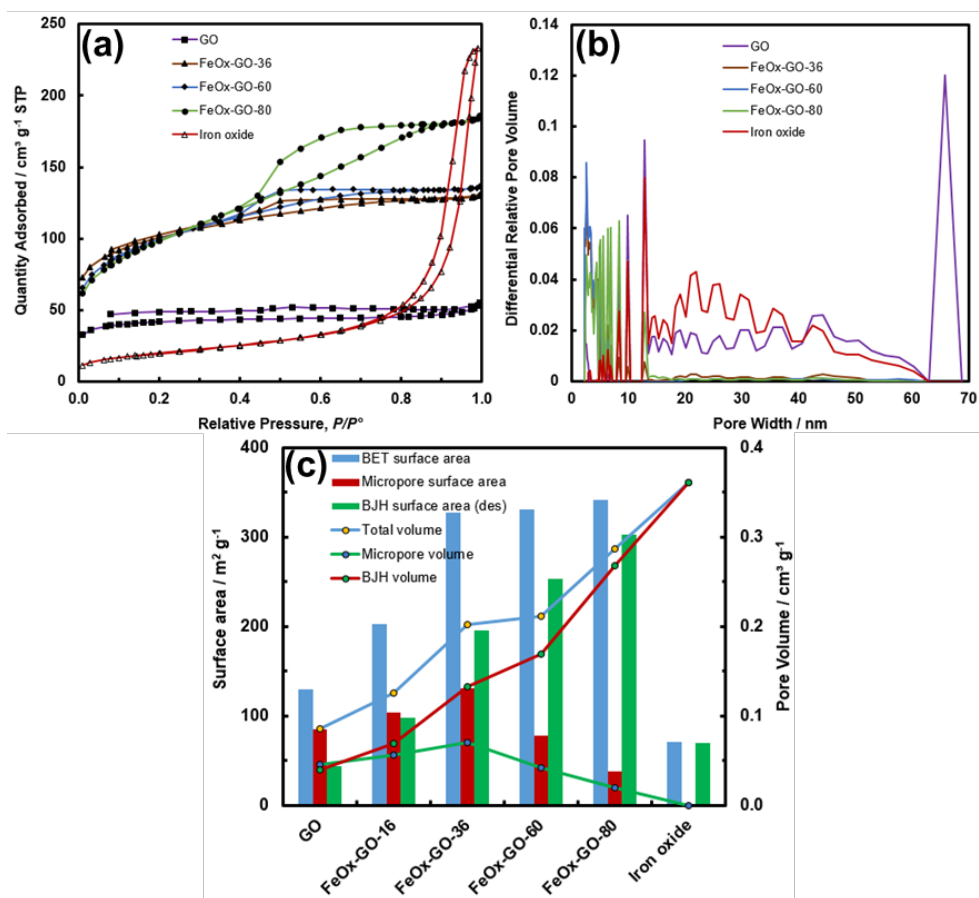 (a)
GO
FeOx-GO-36
FeOx-GO-60
FeOx-GO-80
Iron oxide
250
200
150
100
50
0
Quantity Adsorbed / cm³ g⁻¹ STP
0.0 0.2 0.4 0.6 0.8 1.0
Relative Pressure, P/P°
(b)
GO
FeOx-GO-36
FeOx-GO-60
FeOx-GO-80
Iron oxide
0.14
0.12
0.1
0.08
0.06
0.04
0.02
0
Differential Relative Pore Volume
0 10 20 30 40 50 60 70
Pore Width / nm
(c)
BET surface area
Micropore surface area
BJH surface area (des)
Total volume
Micropore volume
BJH volume
400
300
200
100
0
Surface area / m² g⁻¹
0.4
0.3
0.2
0.1
0.0
Pore Volume / cm³ g⁻¹
GO
FeOx-GO-16
FeOx-GO-36
FeOx-GO-60
FeOx-GO-80
Iron oxide